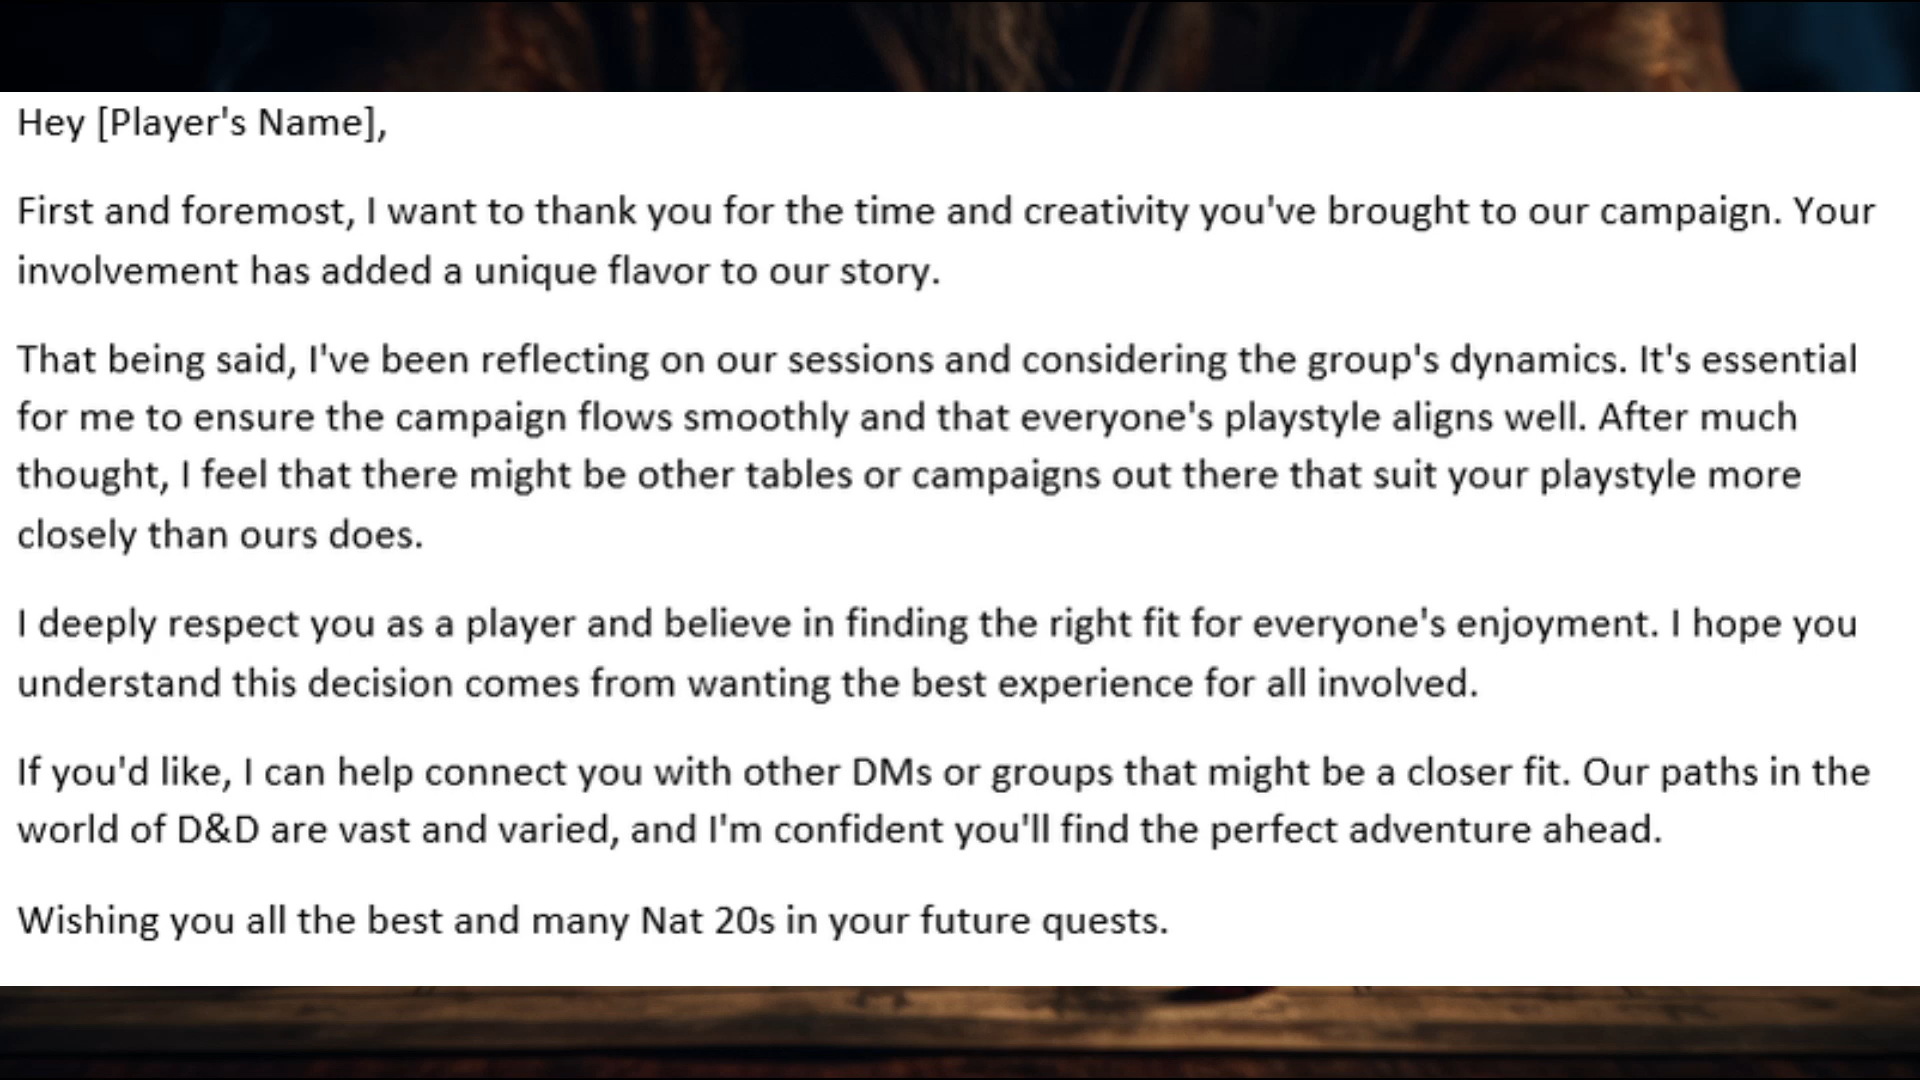 Hey [Player's Name],
First and foremost, I want to thank you for the time and creativity you've brought to our campaign. Your
involvement has added a unique flavor to our story.
That being said, I've been reflecting on our sessions and considering the group's dynamics. It's essential
for me to ensure the campaign flows smoothly and that everyone's playstyle aligns well. After much
thought, I feel that there might be other tables or campaigns out there that suit your playstyle more
closely than ours does.
I deeply respect you as a player and believe in finding the right fit for everyone's enjoyment. I hope you
understand this decision comes from wanting the best experience for all involved.
If you'd like, I can help connect you with other DMs or groups that might be a closer fit. Our paths in the
world of D&D are vast and varied, and I'm confident you'll find the perfect adventure ahead.
Wishing you all the best and many Nat 20s in your future quests.